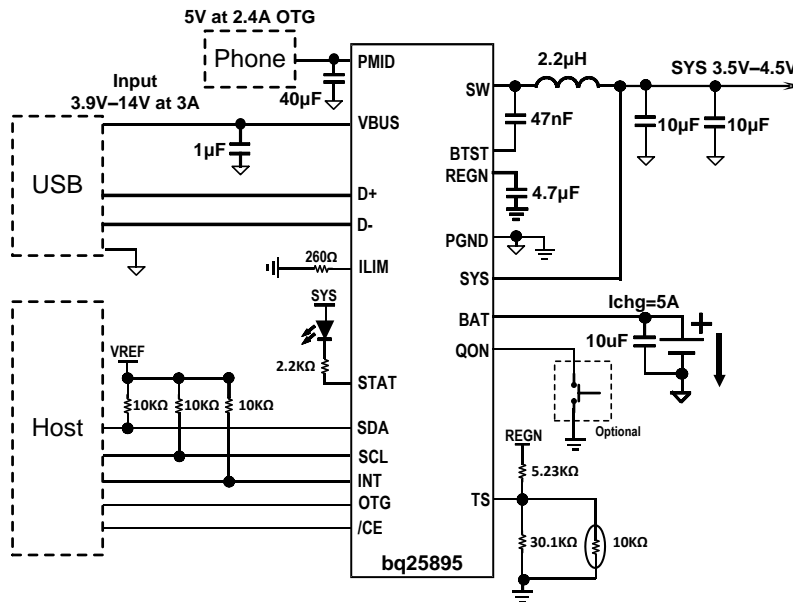 5V at 2.4A OTG
Phone
PMID
40µF
Input
3.9V–14V at 3A
VBUS
1µF
USB
D+
D-
260Ω
ILIM
SYS
2.2KΩ
STAT
VREF
10KΩ
10KΩ
10KΩ
Host
SDA
SCL
INT
OTG
/CE
bq25895
SW
2.2µH
SYS 3.5V–4.5V
47nF
10µF
10µF
BTST
REGN
4.7µF
PGND
SYS
Ichg=5A
BAT
10uF
+
QON
Optional
REGN
5.23KΩ
TS
30.1KΩ
10KΩ